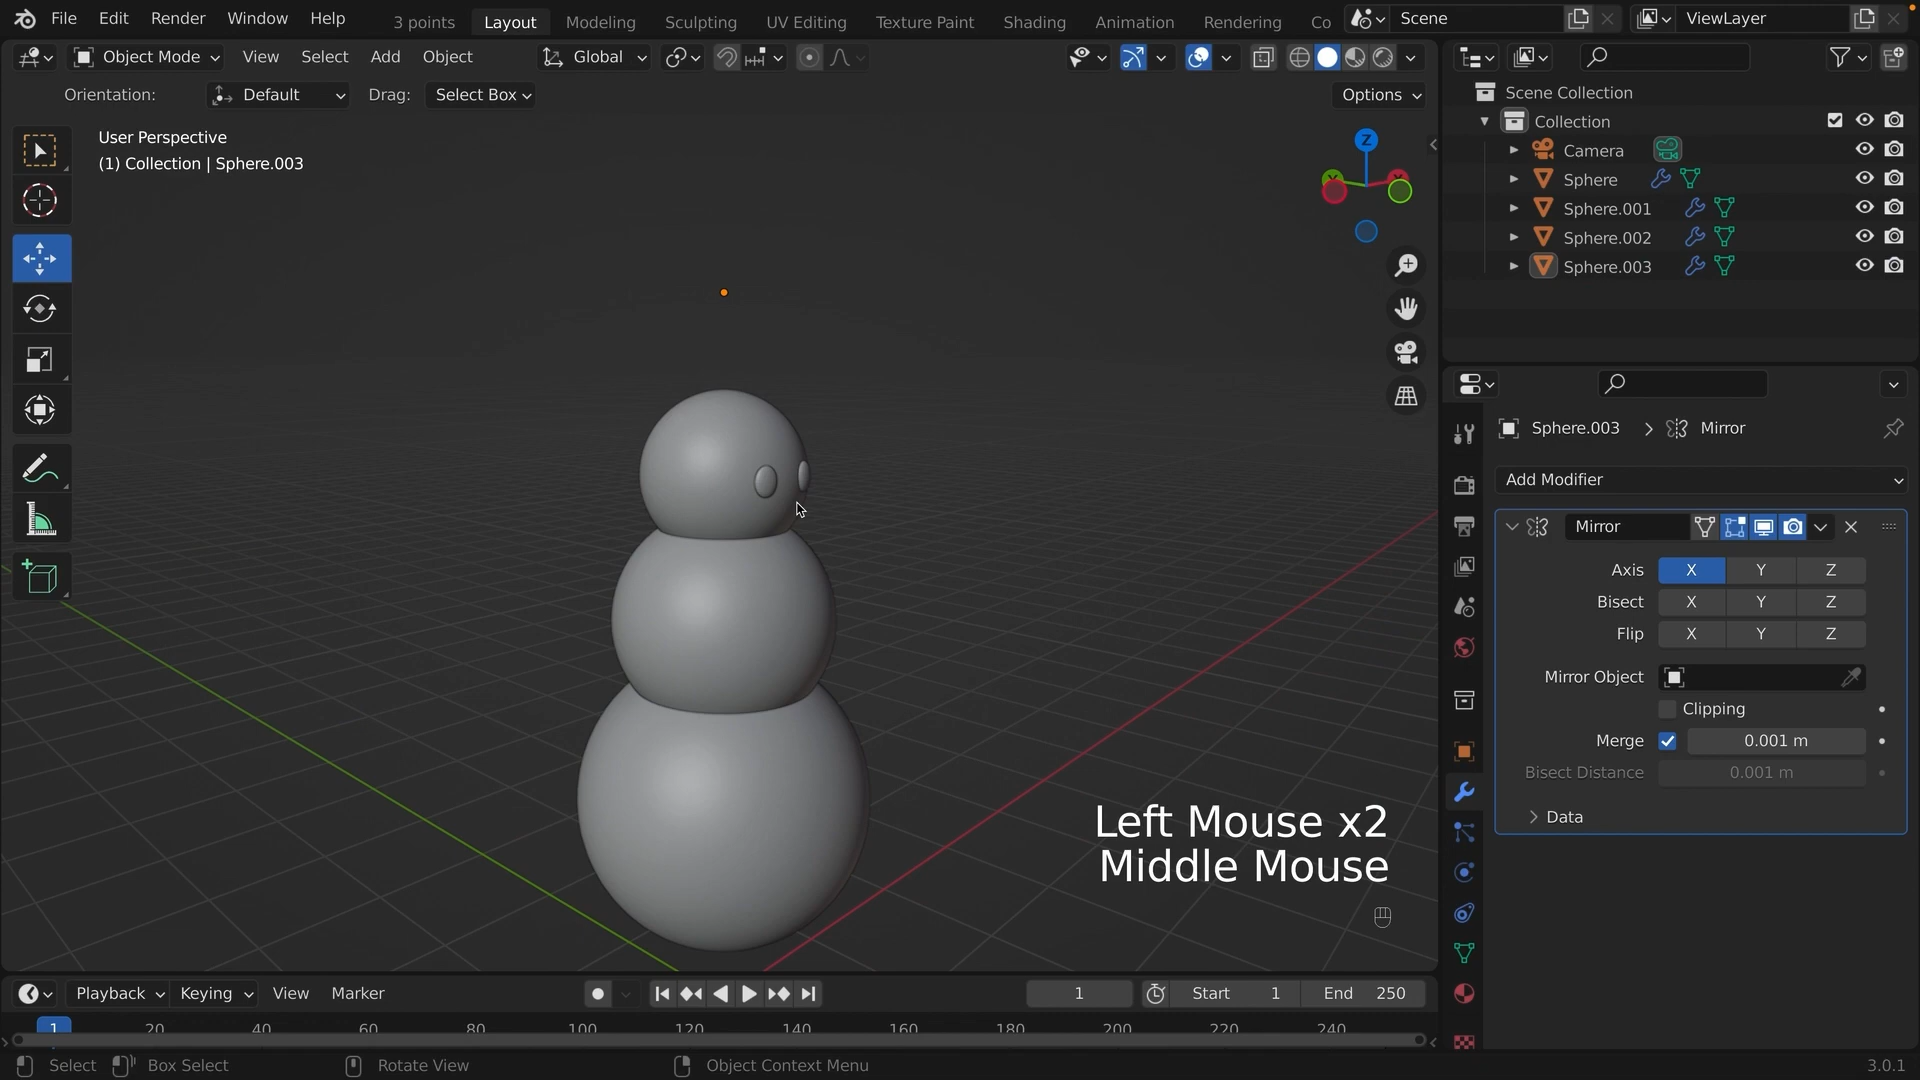 File Edit Render Window Help 3 points Layout Modeling Sculpting UV Editing Texture Paint Shading Animation Rendering Co Scene ViewLayer
Object Mode View Select Add Object Global
Orientation: Default Drag: Select Box Options
User Perspective
(1) Collection | Sphere.003
Z
Y
X
Left Mouse x2
Middle Mouse
Scene Collection
Collection
Camera
Sphere
Sphere.001
Sphere.002
Sphere.003
Sphere.003 Mirror
Add Modifier
Mirror
Axis X Y Z
Bisect X Y Z
Flip X Y Z
Mirror Object
Clipping
Merge 0.001 m
Bisect Distance 0.001 m
Data
Playback Keying View Marker 1 Start 1 End 250
1 20 40 60 80 100 120 140 160 180 200 220 240
Select Box Select Rotate View Object Context Menu 3.0.1